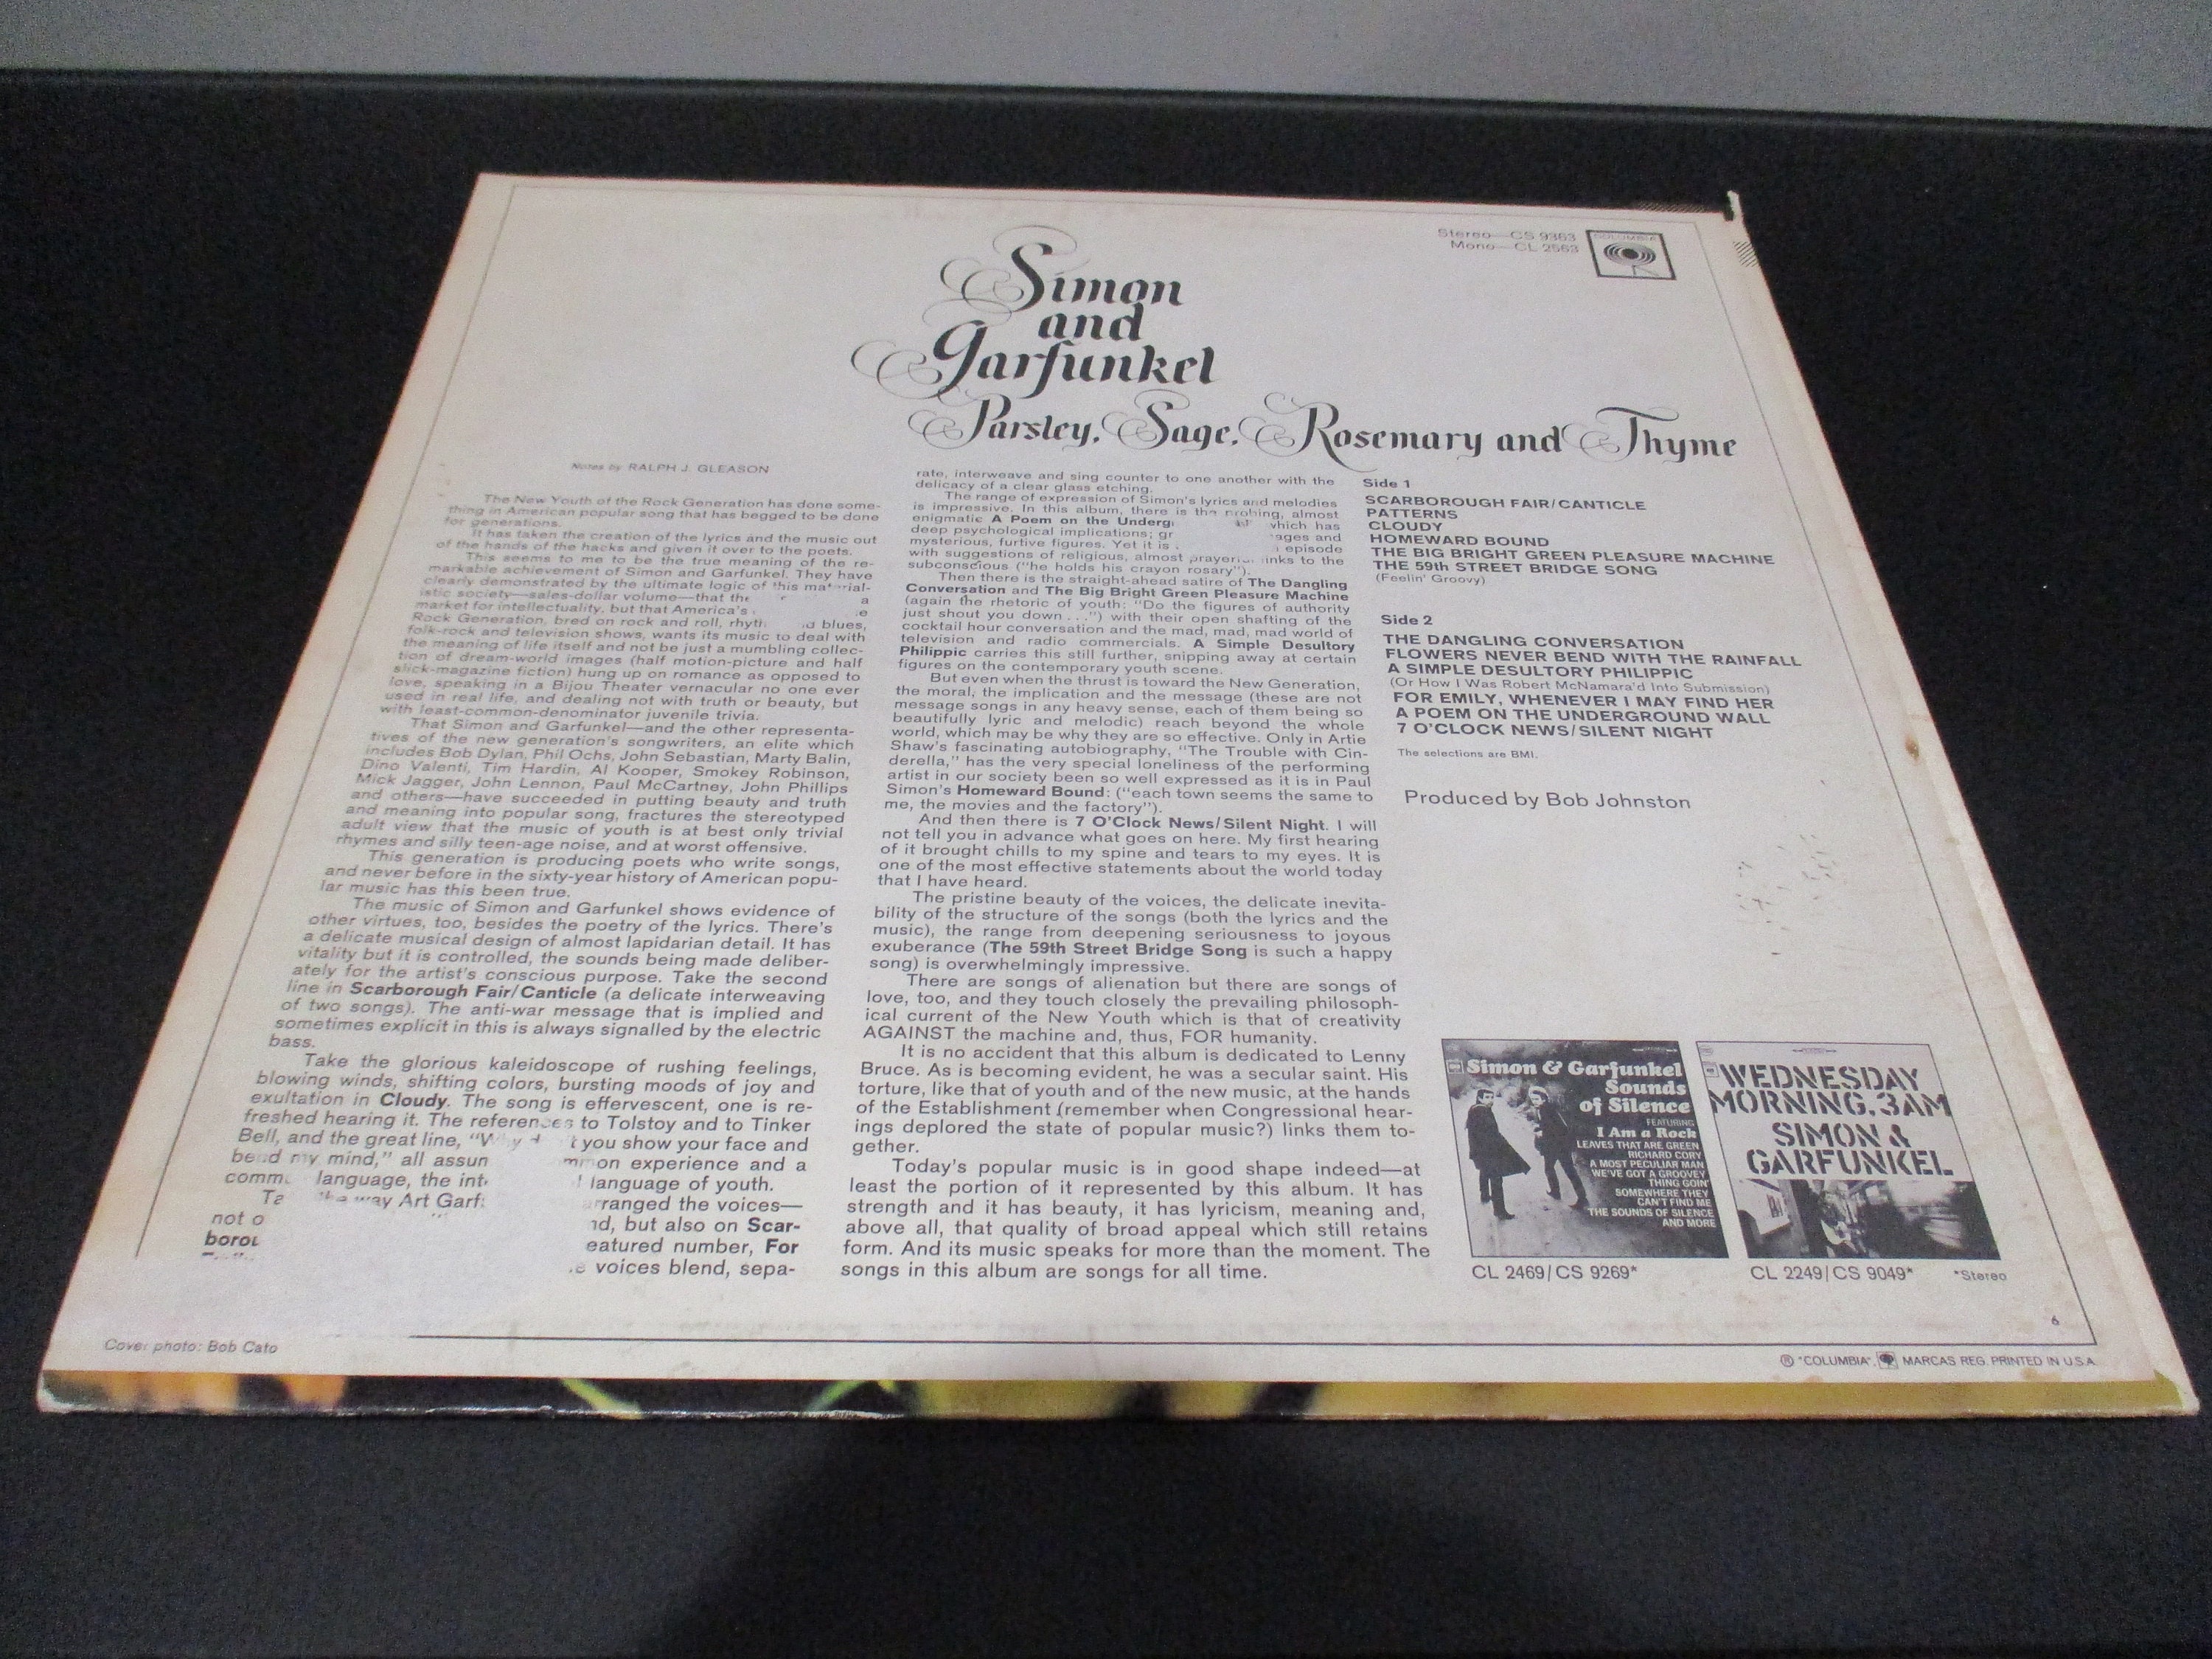 Stereo—CS 9363
Mono—CL 2563
COLUMBIA
Simon
and
Garfunkel
Parsley, Sage, Rosemary and Thyme
Notes by RALPH J. GLEASON
The New Youth of the Rock Generation has done some-
thing in American popular song that has begged to be done
for generations.
It has taken the creation of the lyrics and the music out
of the hands of the hacks and given it over to the poets.
This seems to me to be the true meaning of the re-
markable achievement of Simon and Garfunkel. They have
clearly demonstrated by the ultimate logic of this material-
istic society—sales-dollar volume—that the a
market for intellectuality, but that America's
Rock Generation, bred on rock and roll, blues,
folk-rock and television shows, wants its music to deal with
the meaning of life itself and not be just a mumbling collec-
tion of dream-world images (half motion-picture and half
slick-magazine fiction) hung up on romance as opposed to
love, speaking in a Bijou Theater vernacular no one ever
used in real life, and dealing not with truth or beauty, but
with least-common-denominator juvenile trivia.
That Simon and Garfunkel—and the other representa-
tives of the new generation's songwriters, an elite which
includes Bob Dylan, Phil Ochs, John Sebastian, Marty Balin,
Dino Valenti, Tim Hardin, Al Kooper, Smokey Robinson,
Mick Jagger, John Lennon, Paul McCartney, John Phillips
and others—have succeeded in putting beauty and truth
and meaning into popular song, fractures the stereotyped
adult view that the music of youth is at best only trivial
rhymes and silly teen-age noise, and at worst offensive.
This generation is producing poets who write songs,
and never before in the sixty-year history of American popu-
lar music has this been true.
The music of Simon and Garfunkel shows evidence of
other virtues, too, besides the poetry of the lyrics. There's
a delicate musical design of almost lapidarian detail. It has
vitality but it is controlled, the sounds being made deliber-
ately for the artist's conscious purpose. Take the second
line in Scarborough Fair/Canticle (a delicate interweaving
of two songs). The anti-war message that is implied and
sometimes explicit in this is always signalled by the electric
bass.
Take the glorious kaleidoscope of rushing feelings,
blowing winds, shifting colors, bursting moods of joy and
exultation in Cloudy. The song is effervescent, one is re-
freshed hearing it. The references to Tolstoy and to Tinker
Bell, and the great line, "Why you show your face and
bend my mind," all experience and a
language, the language of youth.
the way Art voices—
not but also on Scar-
number, For
voices blend, sepa-
rate, interweave and sing counter to one another with the
delicacy of a clear glass etching.
The range of expression of Simon's lyrics and melodies
is impressive. In this album, there is the probing, almost
enigmatic A Poem on the which has
deep psychological implications; and
mysterious, furtive figures. Yet it is episode
with suggestions of religious, almost to the
subconscious ("he holds his crayon rosary").
Then there is the straight-ahead satire of The Dangling
Conversation and The Big Bright Green Pleasure Machine
(again the rhetoric of youth: "Do the figures of authority
just shout you down . . .") with their open shafting of the
cocktail hour conversation and the mad, mad, mad world of
television and radio commercials. A Simple Desultory
Philippic carries this still further, snipping away at certain
figures on the contemporary youth scene.
But even when the thrust is toward the New Generation,
the moral, the implication and the message (these are not
message songs in any heavy sense, each of them being so
beautifully lyric and melodic) reach beyond the whole
world, which may be why they are so effective. Only in Artie
Shaw's fascinating autobiography, "The Trouble with Cin-
derella," has the very special loneliness of the performing
artist in our society been so well expressed as it is in Paul
Simon's Homeward Bound: ("each town seems the same to
me, the movies and the factory").
And then there is 7 O'Clock News/Silent Night. I will
not tell you in advance what goes on here. My first hearing
of it brought chills to my spine and tears to my eyes. It is
one of the most effective statements about the world today
that I have heard.
The pristine beauty of the voices, the delicate inevita-
bility of the structure of the songs (both the lyrics and the
music), the range from deepening seriousness to joyous
exuberance (The 59th Street Bridge Song is such a happy
song) is overwhelmingly impressive.
There are songs of alienation but there are songs of
love, too, and they touch closely the prevailing philosoph-
ical current of the New Youth which is that of creativity
AGAINST the machine and, thus, FOR humanity.
It is no accident that this album is dedicated to Lenny
Bruce. As is becoming evident, he was a secular saint. His
torture, like that of youth and of the new music, at the hands
of the Establishment (remember when Congressional hear-
ings deplored the state of popular music?) links them to-
gether.
Today's popular music is in good shape indeed—at
least the portion of it represented by this album. It has
strength and it has beauty, it has lyricism, meaning and,
above all, that quality of broad appeal which still retains
form. And its music speaks for more than the moment. The
songs in this album are songs for all time.
Side 1
SCARBOROUGH FAIR/CANTICLE
PATTERNS
CLOUDY
HOMEWARD BOUND
THE BIG BRIGHT GREEN PLEASURE MACHINE
THE 59th STREET BRIDGE SONG
(Feelin' Groovy)
Side 2
THE DANGLING CONVERSATION
FLOWERS NEVER BEND WITH THE RAINFALL
A SIMPLE DESULTORY PHILIPPIC
(Or How I Was Robert McNamara'd Into Submission)
FOR EMILY, WHENEVER I MAY FIND HER
A POEM ON THE UNDERGROUND WALL
7 O'CLOCK NEWS/SILENT NIGHT
The selections are BMI.
Produced by Bob Johnston
Simon & Garfunkel
Sounds
of Silence
FEATURING
I Am a Rock
LEAVES THAT ARE GREEN
RICHARD CORY
A MOST PECULIAR MAN
WE'VE GOT A GROOVEY
THING GOIN'
SOMEWHERE THEY
CAN'T FIND ME
THE SOUNDS OF SILENCE
AND MORE
CL 2469/CS 9269*
WEDNESDAY
MORNING, 3AM
SIMON &
GARFUNKEL
CL 2249/CS 9049*
*Stereo
6
Cover photo: Bob Cato
® "COLUMBIA", MARCAS REG. PRINTED IN U.S.A.